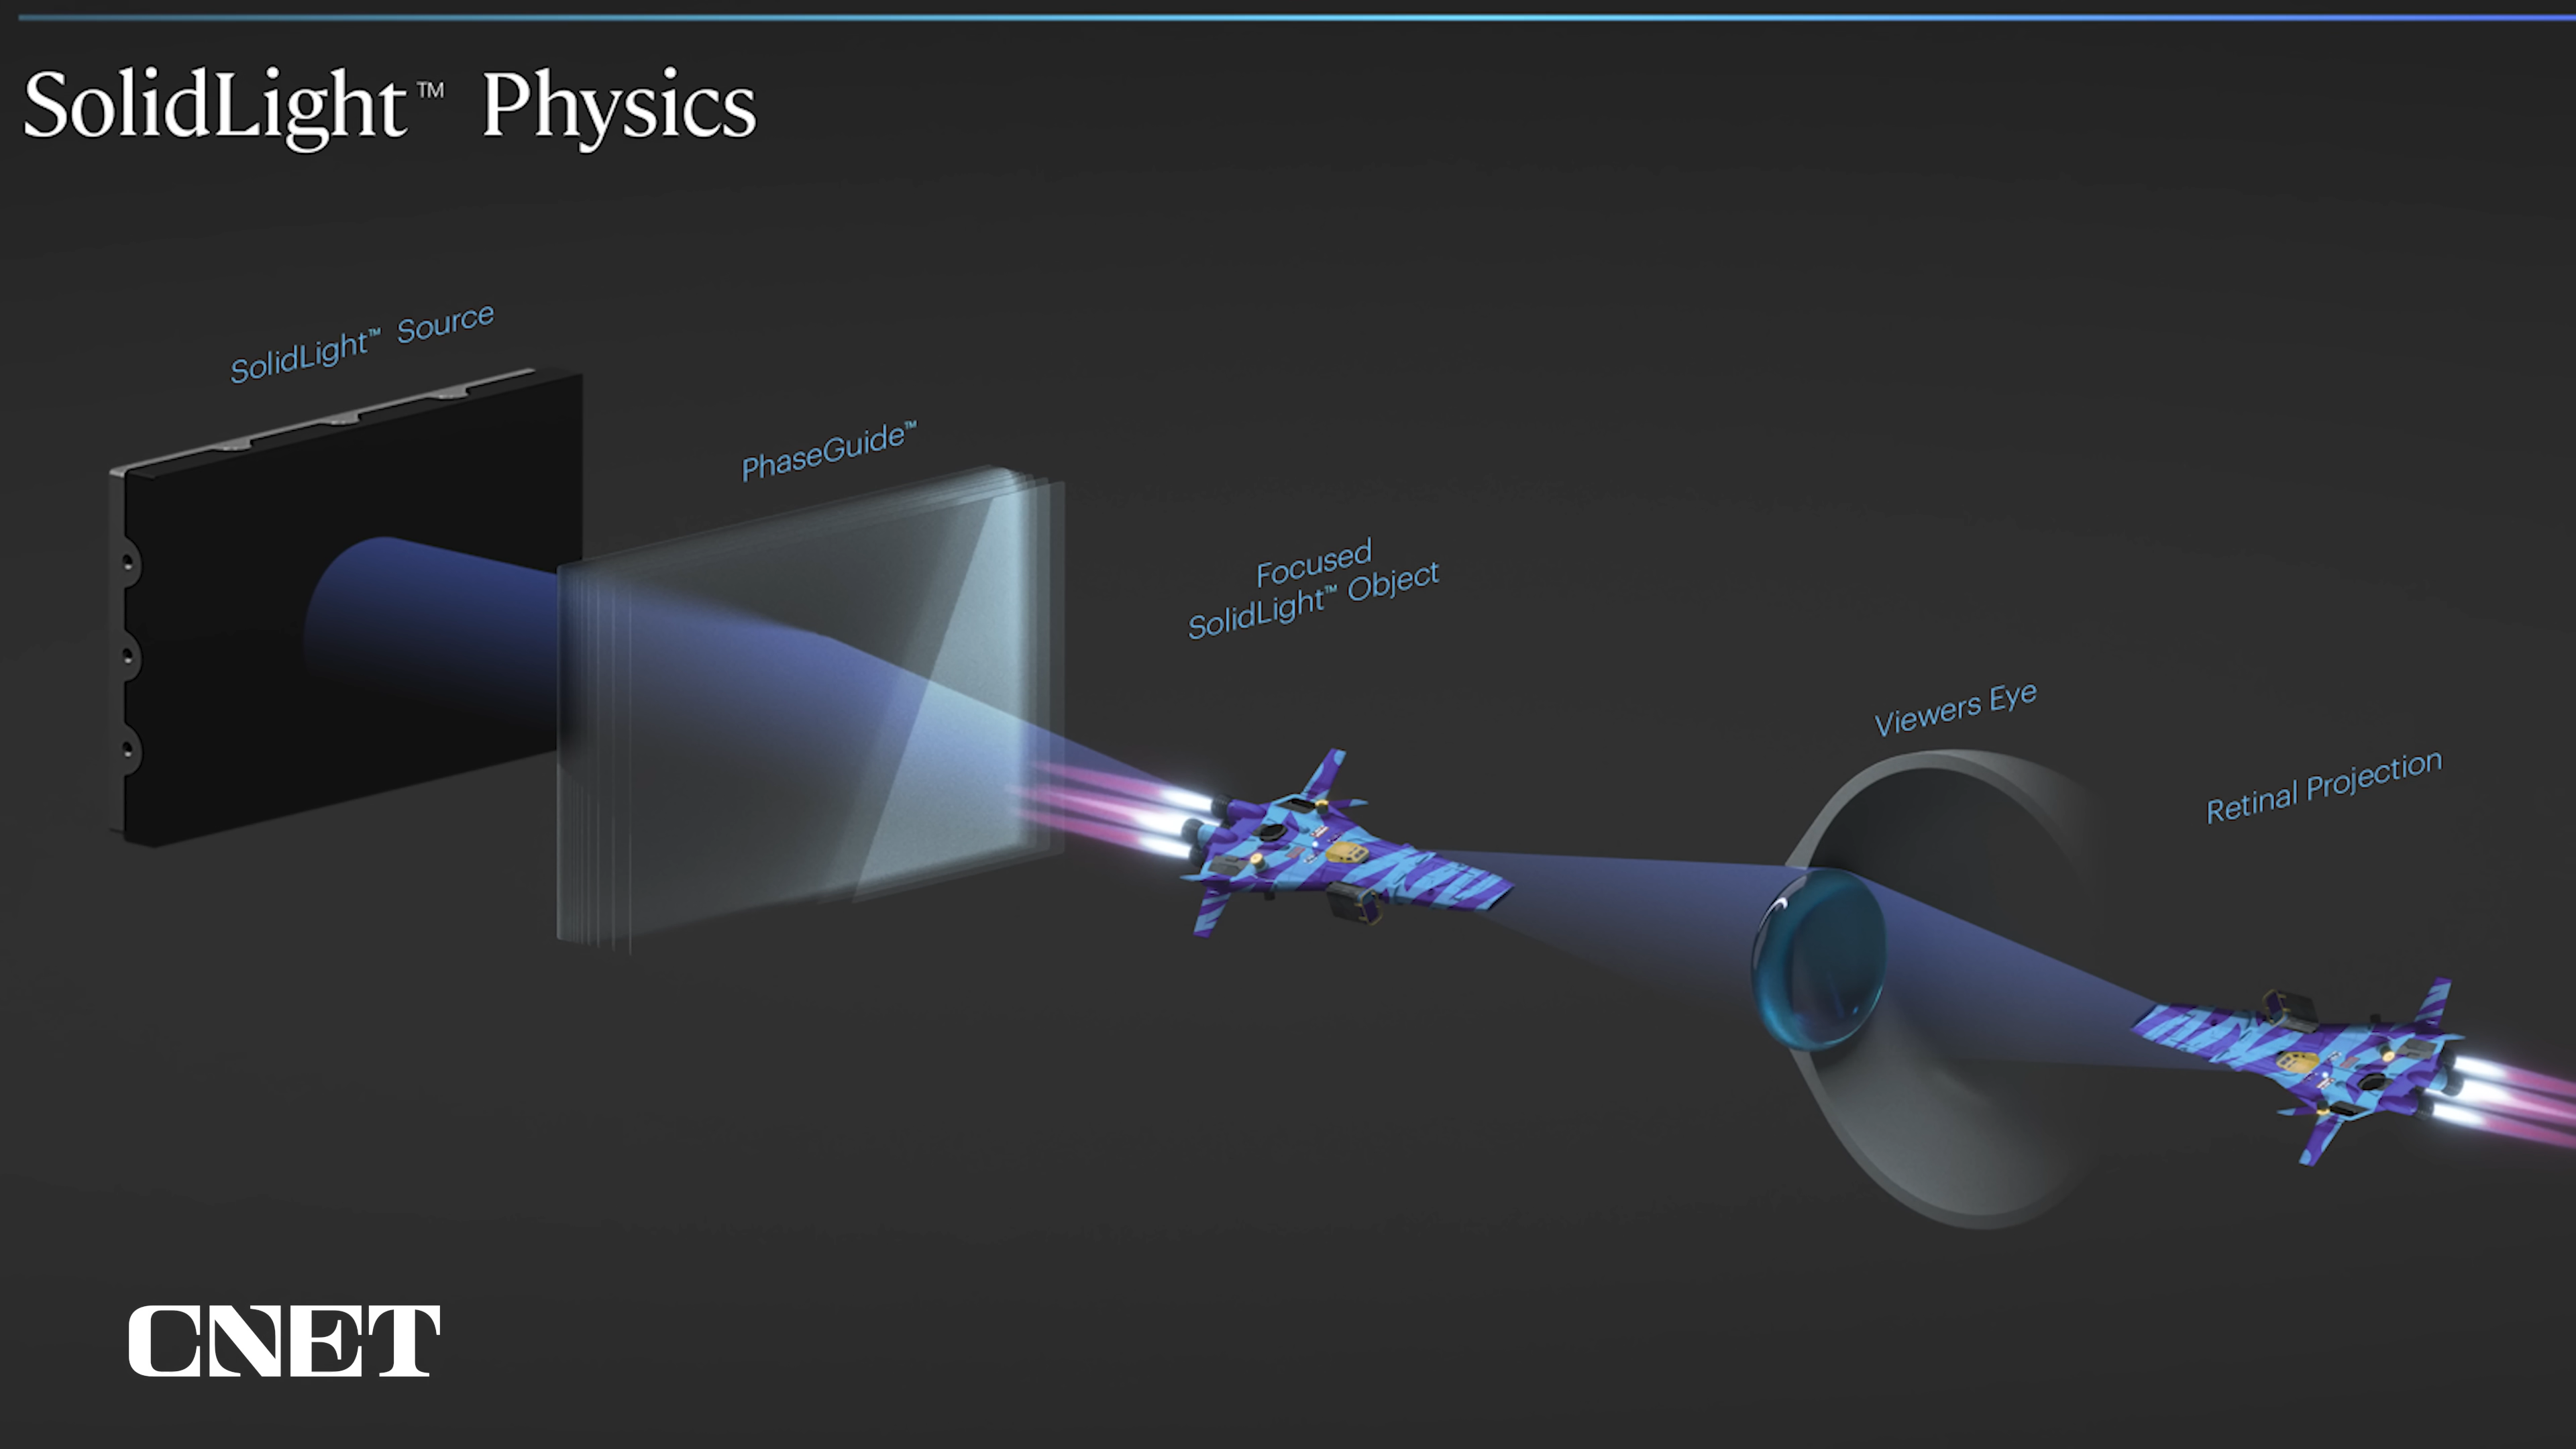 SolidLight™ Physics
SolidLight™ Source
PhaseGuide™
Focused
SolidLight™ Object
Viewers Eye
Retinal Projection
CNET